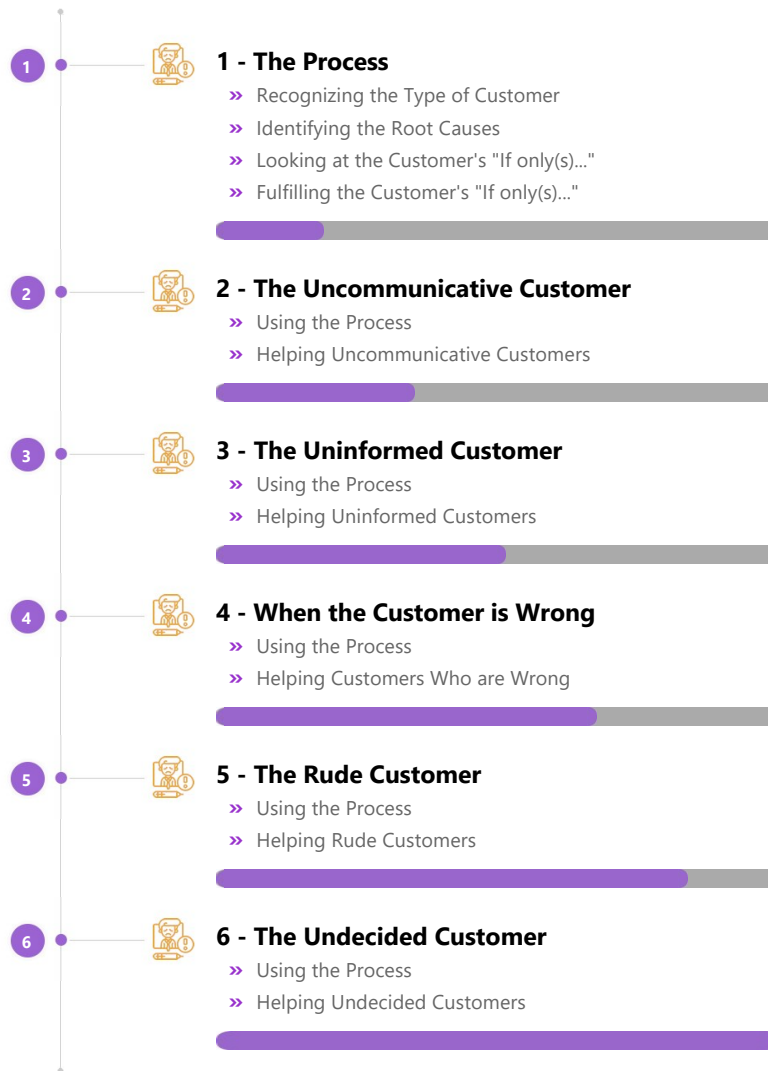 1
1 - The Process
» Recognizing the Type of Customer
» Identifying the Root Causes
» Looking at the Customer's "If only(s)..."
» Fulfilling the Customer's "If only(s)..."
2
2 - The Uncommunicative Customer
» Using the Process
» Helping Uncommunicative Customers
3
3 - The Uninformed Customer
» Using the Process
» Helping Uninformed Customers
4
4 - When the Customer is Wrong
» Using the Process
» Helping Customers Who are Wrong
5
5 - The Rude Customer
» Using the Process
» Helping Rude Customers
6
6 - The Undecided Customer
» Using the Process
» Helping Undecided Customers